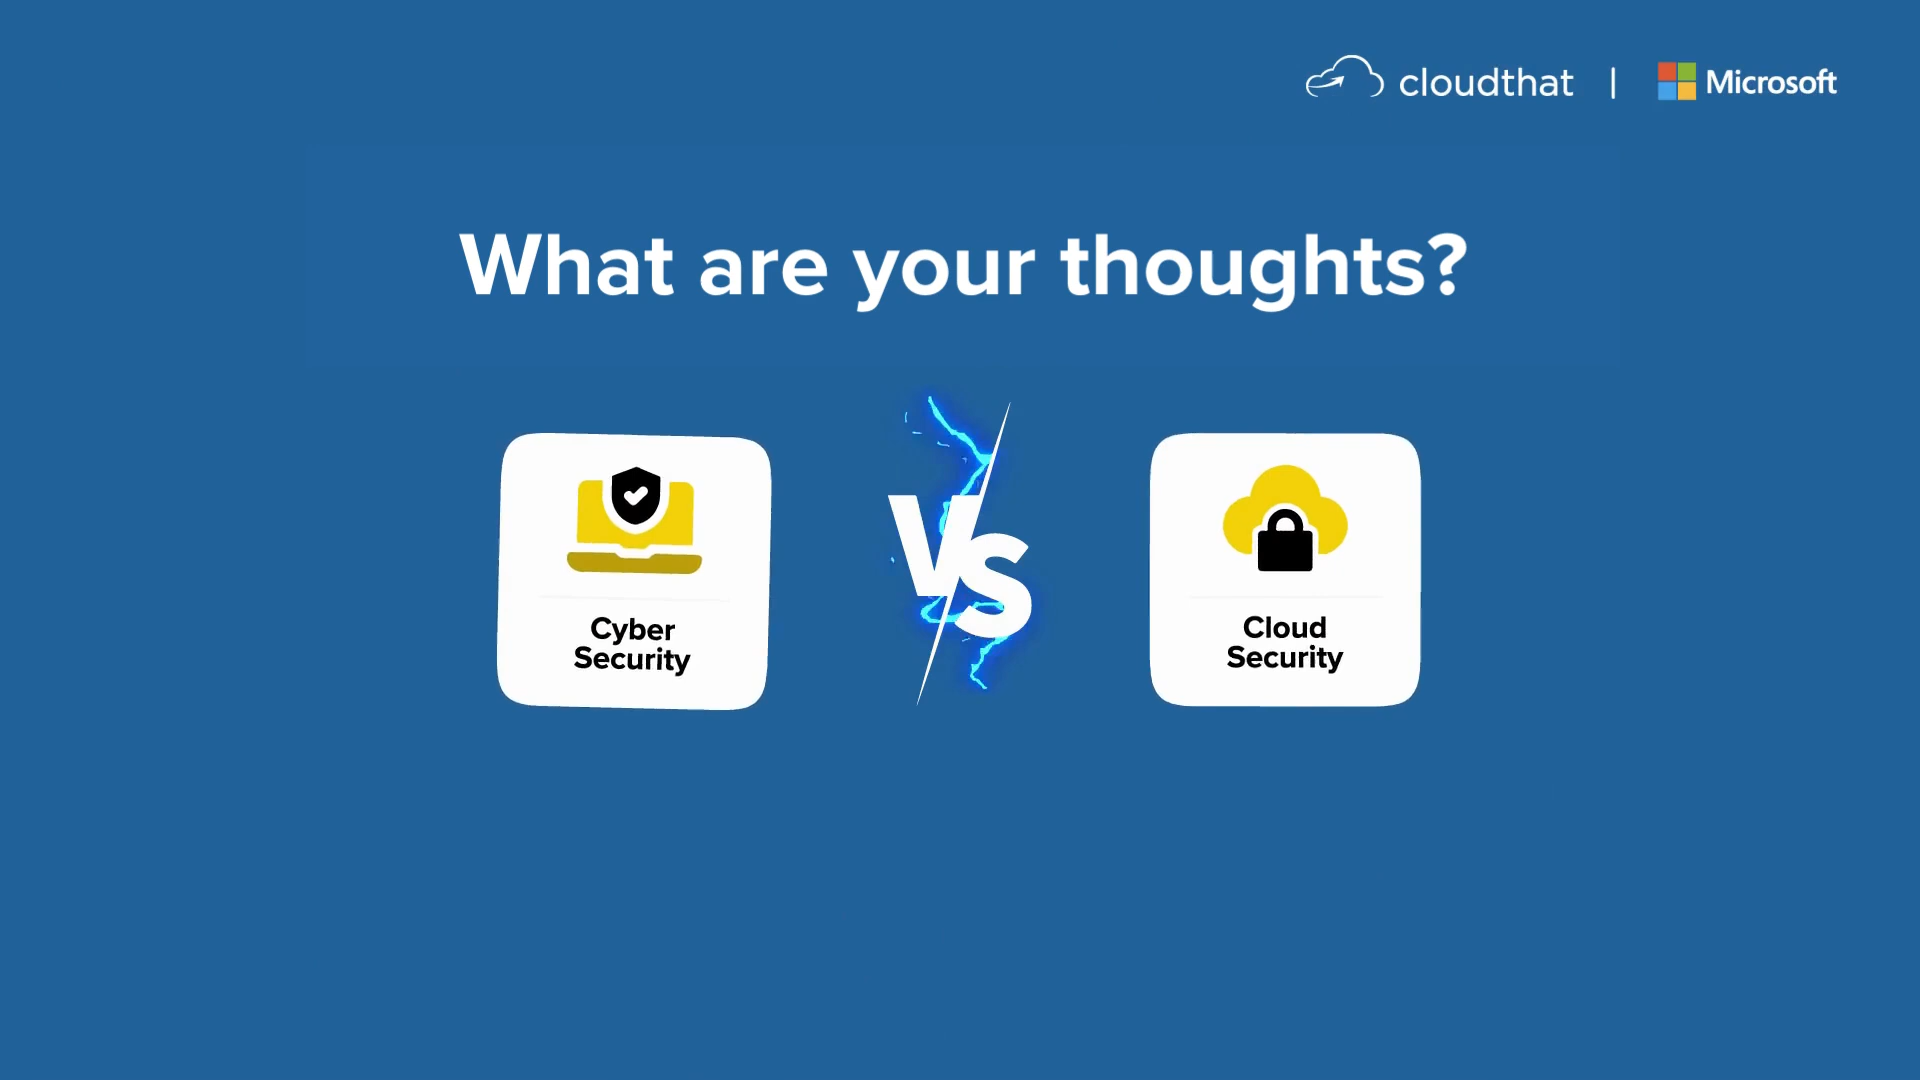 cloudthat | Microsoft
What are your thoughts?
Cyber
Security
VS
Cloud
Security